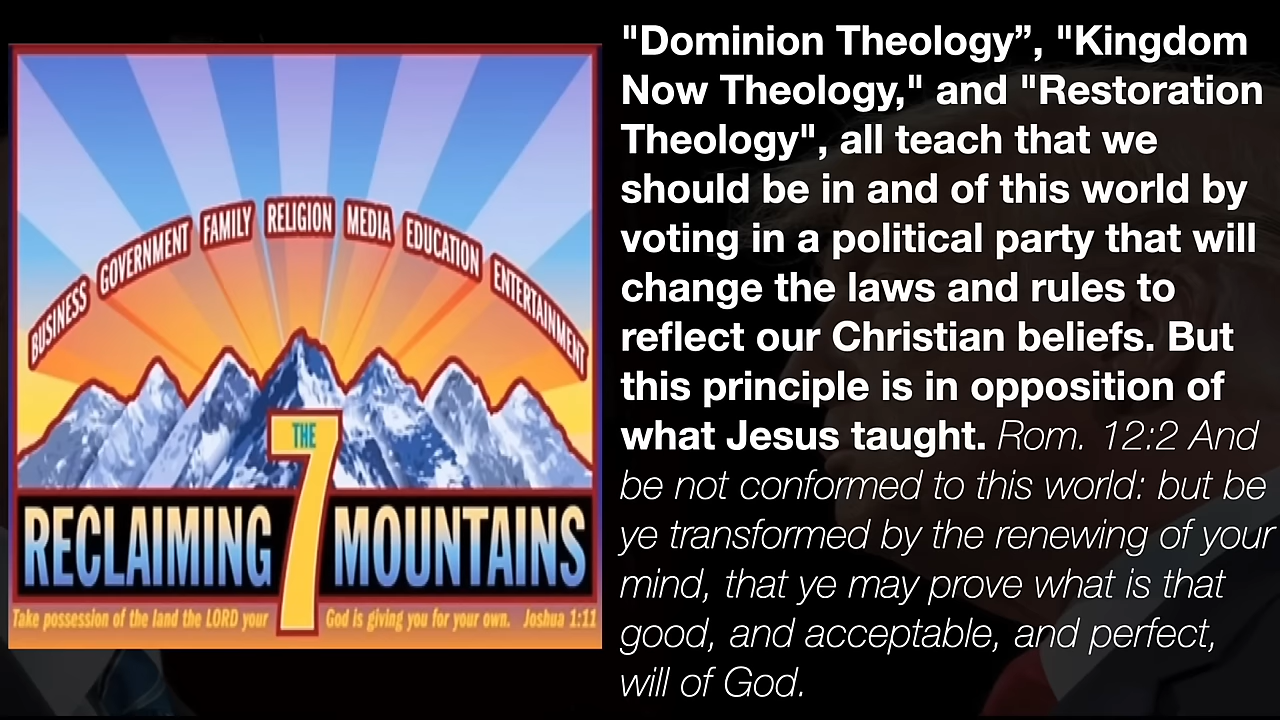 BUSINESS
GOVERNMENT
FAMILY
RELIGION
MEDIA
EDUCATION
ENTERTAINMENT
RECLAIMING THE 7 MOUNTAINS
Take possession of the land the LORD your God is giving you for your own. Joshua 1:11
"Dominion Theology”, "Kingdom
Now Theology," and "Restoration
Theology", all teach that we
should be in and of this world by
voting in a political party that will
change the laws and rules to
reflect our Christian beliefs. But
this principle is in opposition of
what Jesus taught. Rom. 12:2 And
be not conformed to this world: but be
ye transformed by the renewing of your
mind, that ye may prove what is that
good, and acceptable, and perfect,
will of God.